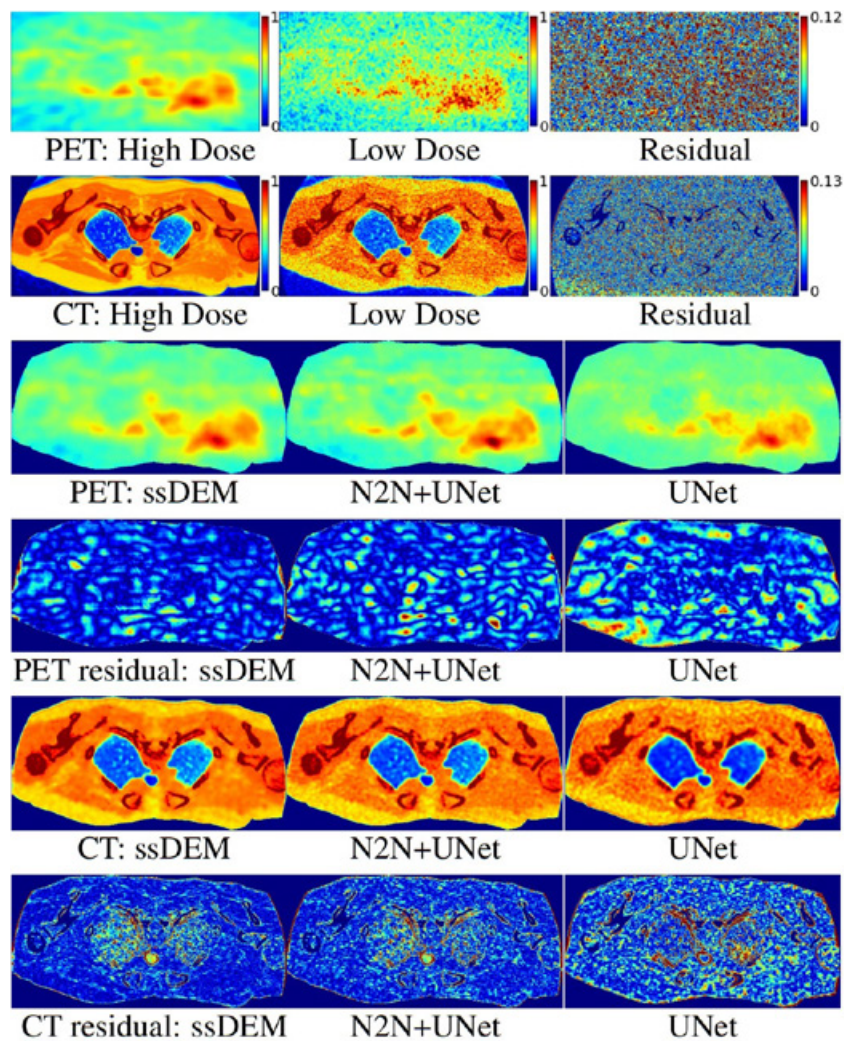 1
1
0.12
0
0
0
PET: High Dose Low Dose Residual
1
1
0.13
0
0
0
CT: High Dose Low Dose Residual
PET: ssDEM N2N+UNet UNet
PET residual: ssDEM N2N+UNet UNet
CT: ssDEM N2N+UNet UNet
CT residual: ssDEM N2N+UNet UNet